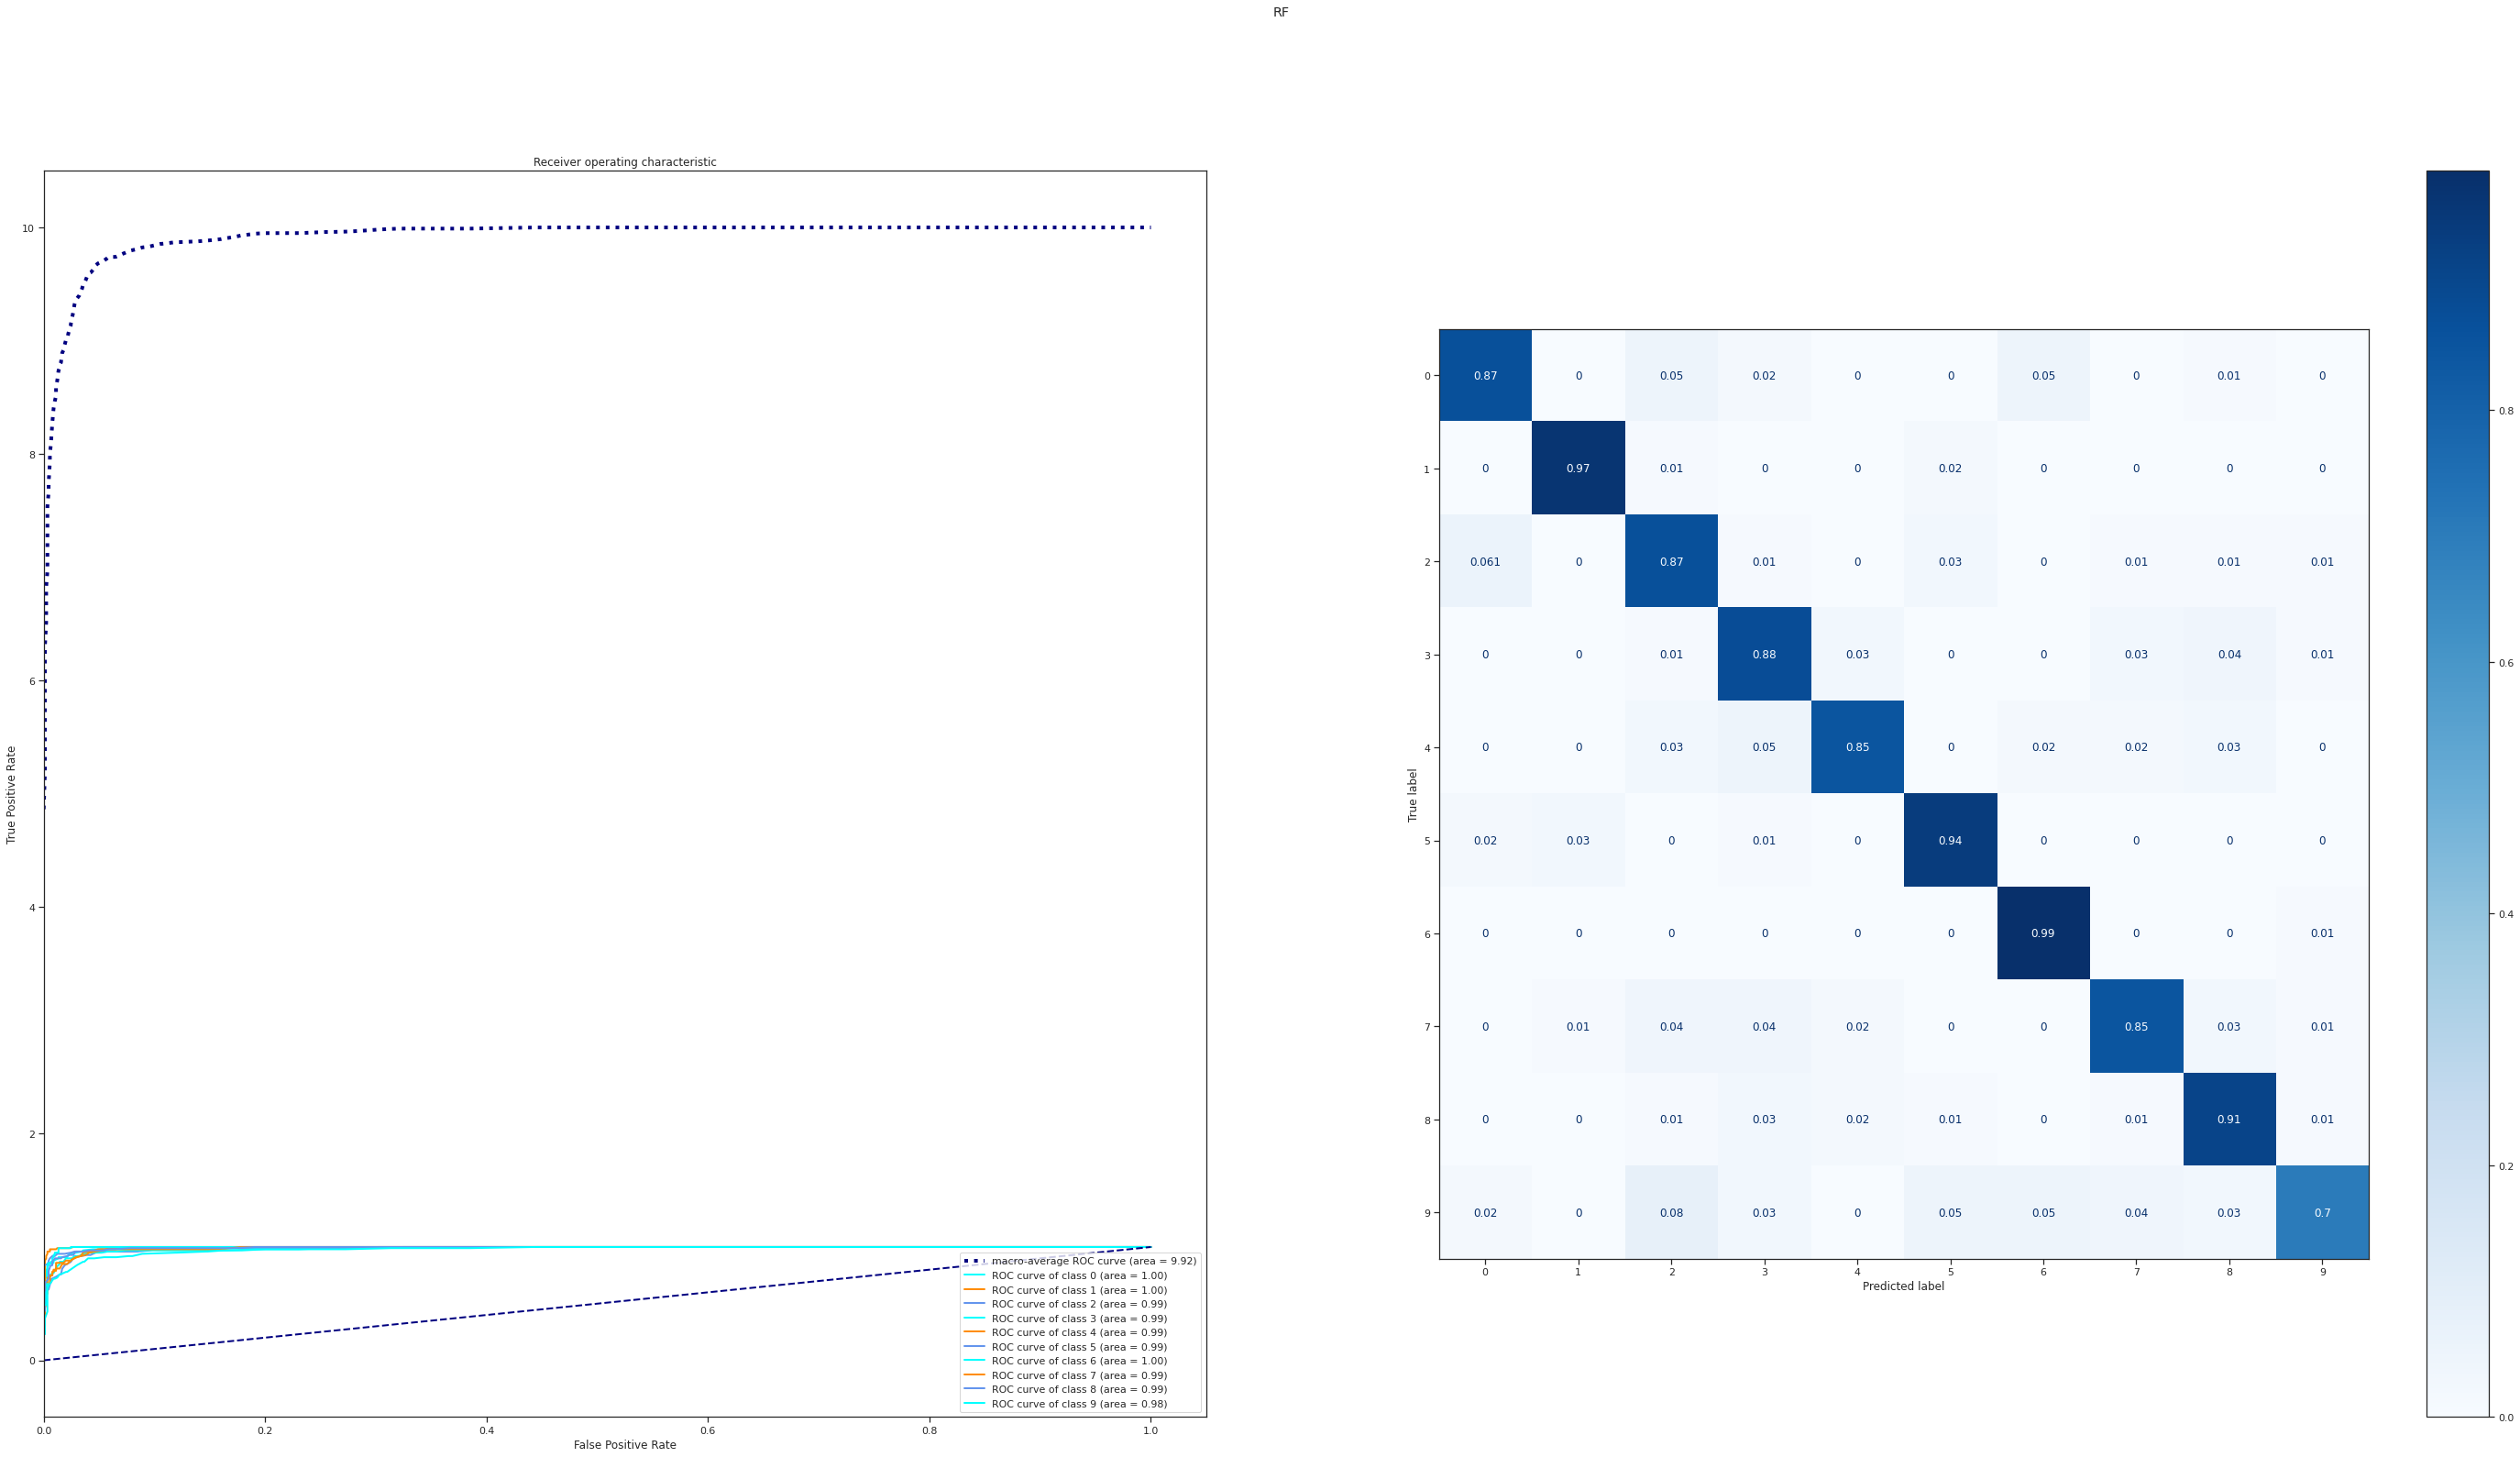 RF
Receiver operating characteristic
10
8
6
4
2
0
True Positive Rate
0.0 0.2 0.4 0.6 0.8 1.0
False Positive Rate
macro-average ROC curve (area = 9.92)
ROC curve of class 0 (area = 1.00)
ROC curve of class 1 (area = 1.00)
ROC curve of class 2 (area = 0.99)
ROC curve of class 3 (area = 0.99)
ROC curve of class 4 (area = 0.99)
ROC curve of class 5 (area = 0.99)
ROC curve of class 6 (area = 1.00)
ROC curve of class 7 (area = 0.99)
ROC curve of class 8 (area = 0.99)
ROC curve of class 9 (area = 0.98)
True label
0 0.87 0 0.05 0.02 0 0 0.05 0 0.01 0
1 0 0.97 0.01 0 0 0.02 0 0 0 0
2 0.061 0 0.87 0.01 0 0.03 0 0.01 0.01 0.01
3 0 0 0.01 0.88 0.03 0 0 0.03 0.04 0.01
4 0 0 0.03 0.05 0.85 0 0.02 0.02 0.03 0
5 0.02 0.03 0 0.01 0 0.94 0 0 0 0
6 0 0 0 0 0 0 0.99 0 0 0.01
7 0 0.01 0.04 0.04 0.02 0 0 0.85 0.03 0.01
8 0 0 0.01 0.03 0.02 0.01 0 0.01 0.91 0.01
9 0.02 0 0.08 0.03 0 0.05 0.05 0.04 0.03 0.7
0 1 2 3 4 5 6 7 8 9
Predicted label
0.8
0.6
0.4
0.2
0.0